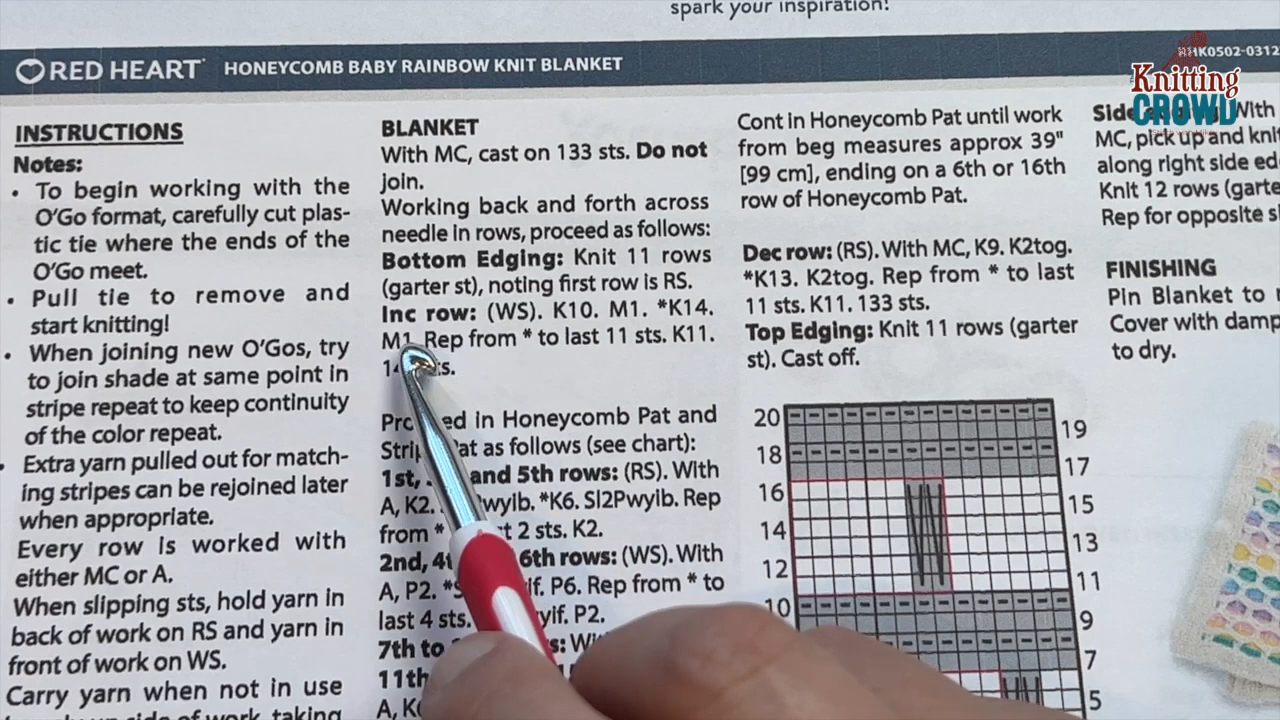 spark your inspiration!
RED HEART HONEYCOMB BABY RAINBOW KNIT BLANKET
RHK0502-0312
The Knitting
CROWD
INSTRUCTIONS
Notes:
• To begin working with the
O'Go format, carefully cut plas-
tic tie where the ends of the
O'Go meet.
• Pull tie to remove and
start knitting!
• When joining new O'Gos, try
to join shade at same point in
stripe repeat to keep continuity
of the color repeat.
• Extra yarn pulled out for match-
ing stripes can be rejoined later
when appropriate.
Every row is worked with
either MC or A.
When slipping sts, hold yarn in
back of work on RS and yarn in
front of work on WS.
Carry yarn when not in use
side of work, taking
BLANKET
With MC, cast on 133 sts. Do not
join.
Working back and forth across
needle in rows, proceed as follows:
Bottom Edging: Knit 11 rows
(garter st), noting first row is RS.
Inc row: (WS). K10. M1. *K14.
M1. Rep from * to last 11 sts. K11.
sts.
in Honeycomb Pat and
Pat as follows (see chart):
1st, and 5th rows: (RS). With
A, K2. *K6. Sl2Pwyib. Rep
from * 2 sts. K2.
2nd, 6th rows: (WS). With
A, P2. P6. Rep from * to
last 4 sts. P2.
7th to
11th
A,
Cont in Honeycomb Pat until work
from beg measures approx 39"
[99 cm], ending on a 6th or 16th
row of Honeycomb Pat.
Dec row: (RS). With MC, K9. K2tog.
*K13. K2tog. Rep from * to last
11 sts. K11. 133 sts.
Top Edging: Knit 11 rows (garter
st). Cast off.
20
19
18
17
16
15
14
13
12
11
10
9
7
5
Side With
MC, pick up and
along right side
Knit 12 rows
Rep for opposite
FINISHING
Pin Blanket to
Cover with
to dry.